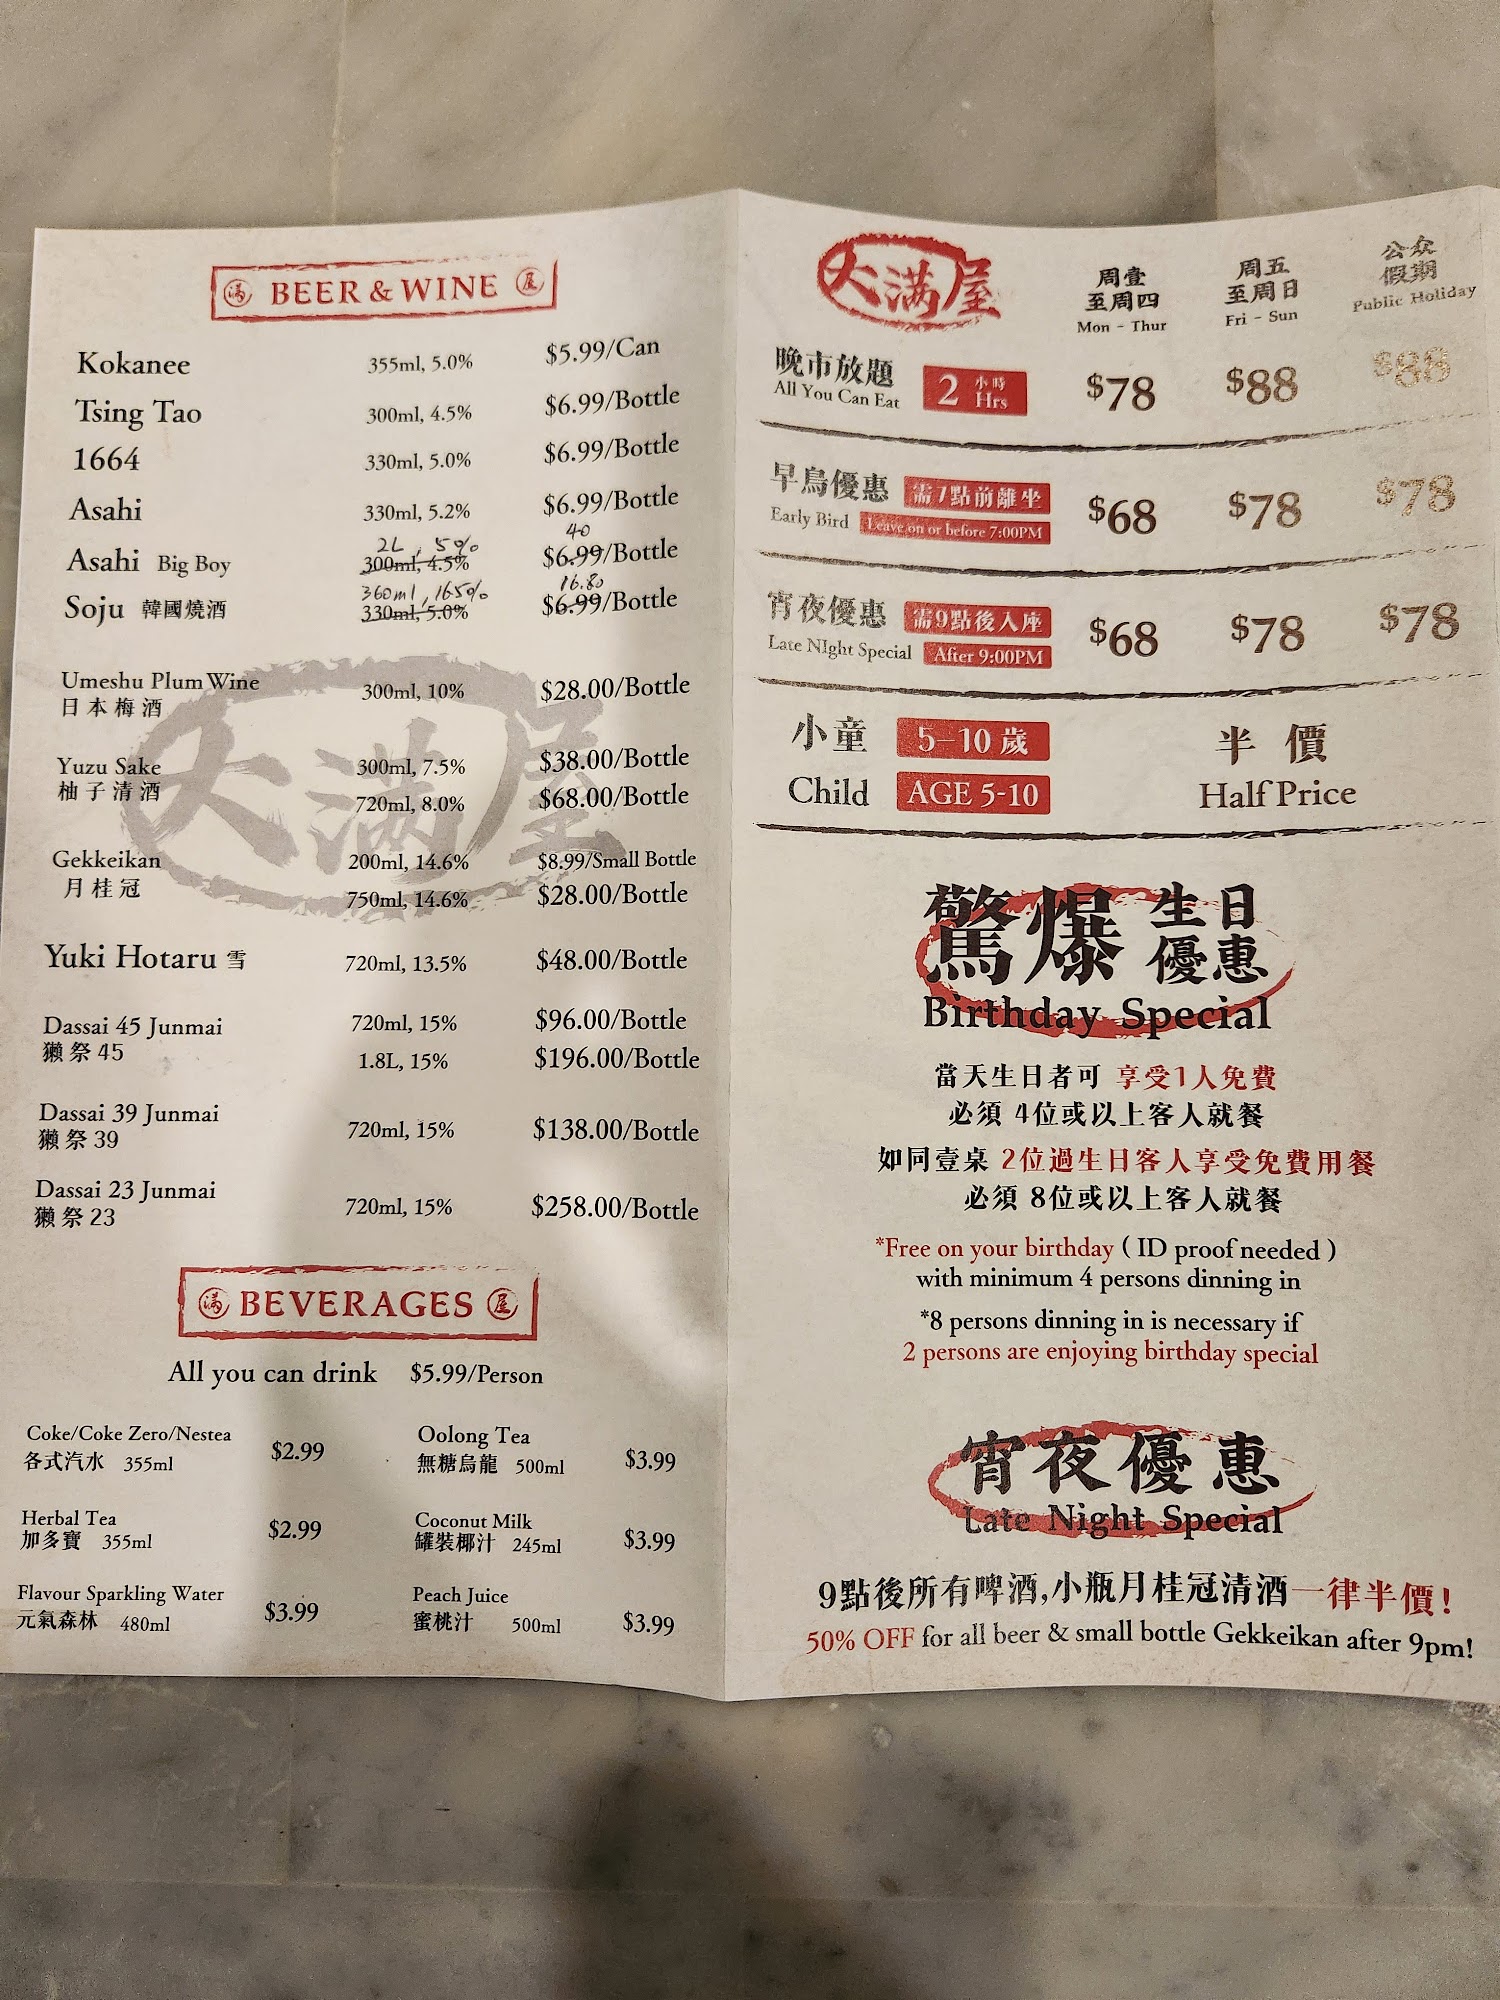 满 BEER & WINE 屋
Kokanee 355ml, 5.0% $5.99/Can
Tsing Tao 300ml, 4.5% $6.99/Bottle
1664 330ml, 5.0% $6.99/Bottle
Asahi 330ml, 5.2% $6.99/Bottle
2L, 5% 40
Asahi Big Boy 300ml, 4.5% $6.99/Bottle
360ml, 16.5% 16.80
Soju 韓國燒酒 330ml, 5.0% $6.99/Bottle
Umeshu Plum Wine 300ml, 10% $28.00/Bottle
日本梅酒
Yuzu Sake 300ml, 7.5% $38.00/Bottle
柚子清酒 720ml, 8.0% $68.00/Bottle
大满屋
Gekkeikan 200ml, 14.6% $8.99/Small Bottle
月桂冠 750ml, 14.6% $28.00/Bottle
Yuki Hotaru 雪 720ml, 13.5% $48.00/Bottle
Dassai 45 Junmai 720ml, 15% $96.00/Bottle
獺祭45 1.8L, 15% $196.00/Bottle
Dassai 39 Junmai 720ml, 15% $138.00/Bottle
獺祭39
Dassai 23 Junmai 720ml, 15% $258.00/Bottle
獺祭23
满 BEVERAGES 屋
All you can drink $5.99/Person
Coke/Coke Zero/Nestea $2.99
各式汽水 355ml
Oolong Tea $3.99
無糖烏龍 500ml
Herbal Tea $2.99
加多寶 355ml
Coconut Milk $3.99
罐裝椰汁 245ml
Flavour Sparkling Water $3.99
元氣森林 480ml
Peach Juice $3.99
蜜桃汁 500ml
大满屋
周壹 周五 公众
至周四 至周日 假期
Mon - Thur Fri - Sun Public Holiday
晚市放題 2 小時 $78 $88 $88
All You Can Eat Hrs
早鳥優惠 需7點前離坐 $68 $78 $78
Early Bird Leave on or before 7:00PM
宵夜優惠 需9點後入座 $68 $78 $78
Late NIght Special After 9:00PM
小童 5-10歲 半價
Child AGE 5-10 Half Price
驚爆 生日
優惠
Birthday Special
當天生日者可 享受1人免費
必須 4位或以上客人就餐
如同壹桌 2位過生日客人享受免費用餐
必須 8位或以上客人就餐
*Free on your birthday ( ID proof needed )
with minimum 4 persons dinning in
*8 persons dinning in is necessary if
2 persons are enjoying birthday special
宵夜優惠
Late Night Special
9點後所有啤酒,小瓶月桂冠清酒一律半價!
50% OFF for all beer & small bottle Gekkeikan after 9pm!